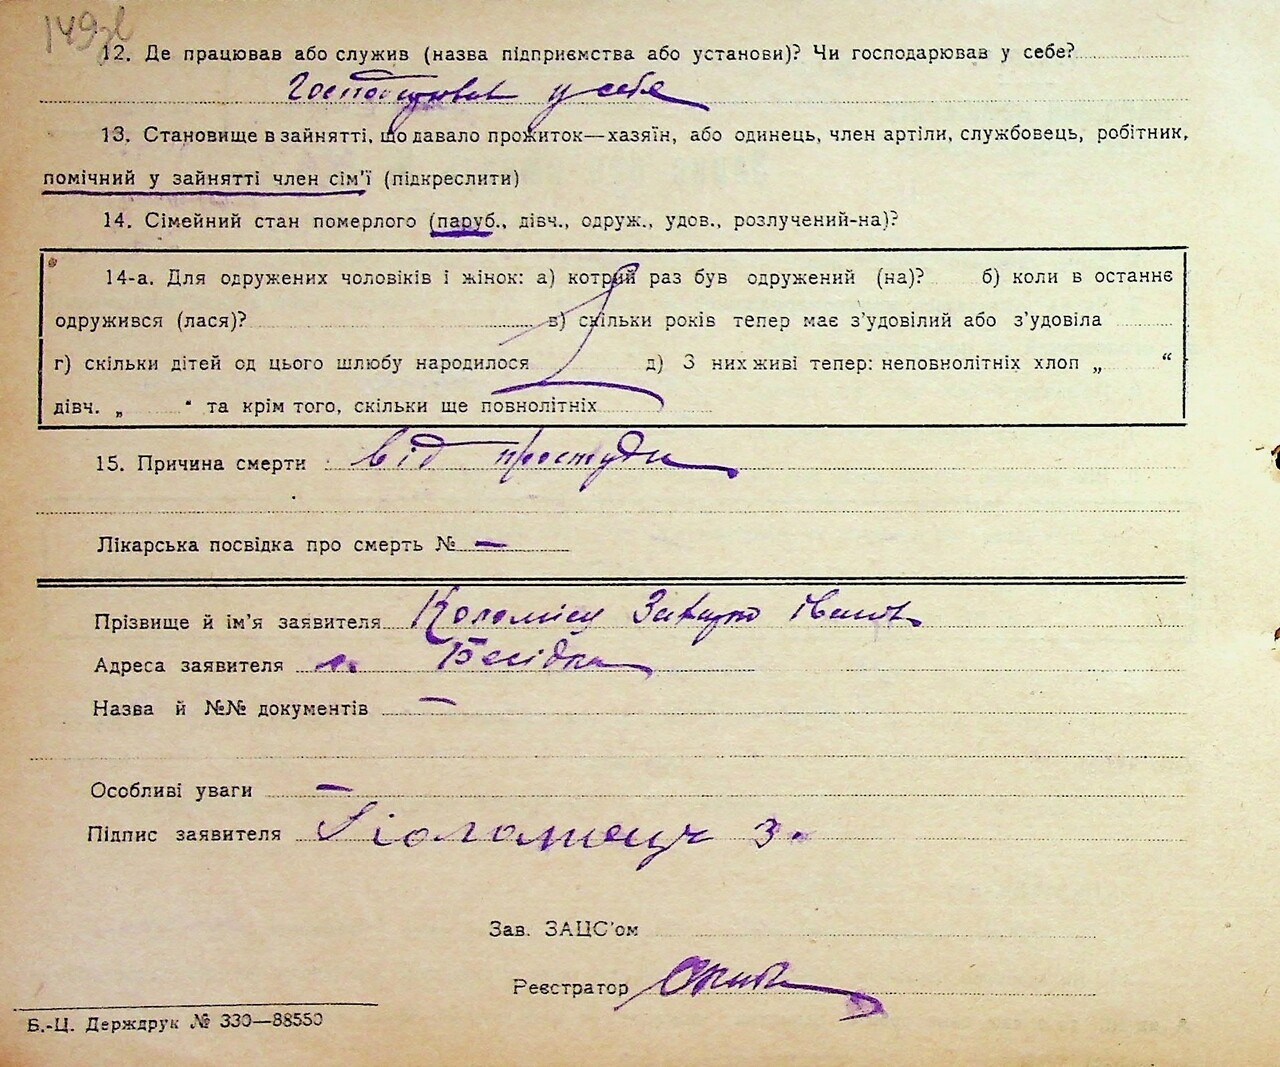 149зв
12. Де працював або служив (назва підприємства або установи)? Чи господарював у себе?
Господарював у себе
13. Становище в зайнятті, що давало прожиток—хазяїн, або одинець, член артіли, службовець, робітник,
помічний у зайнятті член сім'ї (підкреслити)
14. Сімейний стан померлого (паруб., дівч., одруж., удов., розлучений-на)?
14-а. Для одружених чоловіків і жінок: а) котрий раз був одружений (на)? б) коли в останнє
одружився (лася)? в) скільки років тепер має з'удовілий або з'удовіла
г) скільки дітей од цього шлюбу народилося д) З них живі тепер: неповнолітніх хлоп „ “
дівч. „ “ та крім того, скільки ще повнолітніх
15. Причина смерти від простуди
Лікарська посвідка про смерть № —
Прізвище й ім'я заявителя Коломієц Іванов
Адреса заявителя с. Бесідка
Назва й №№ документів —
Особливі уваги —
Підпис заявителя Коломиець З.
Зав. ЗАЦС'ом
Реєстратор
Б.-Ц. Держдрук № 330—88550